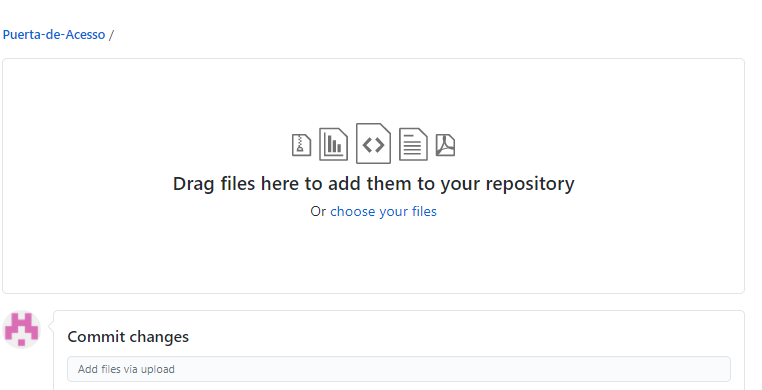 Puerta-de-Acesso /
Drag files here to add them to your repository
Or choose your files
Commit changes
Add files via upload